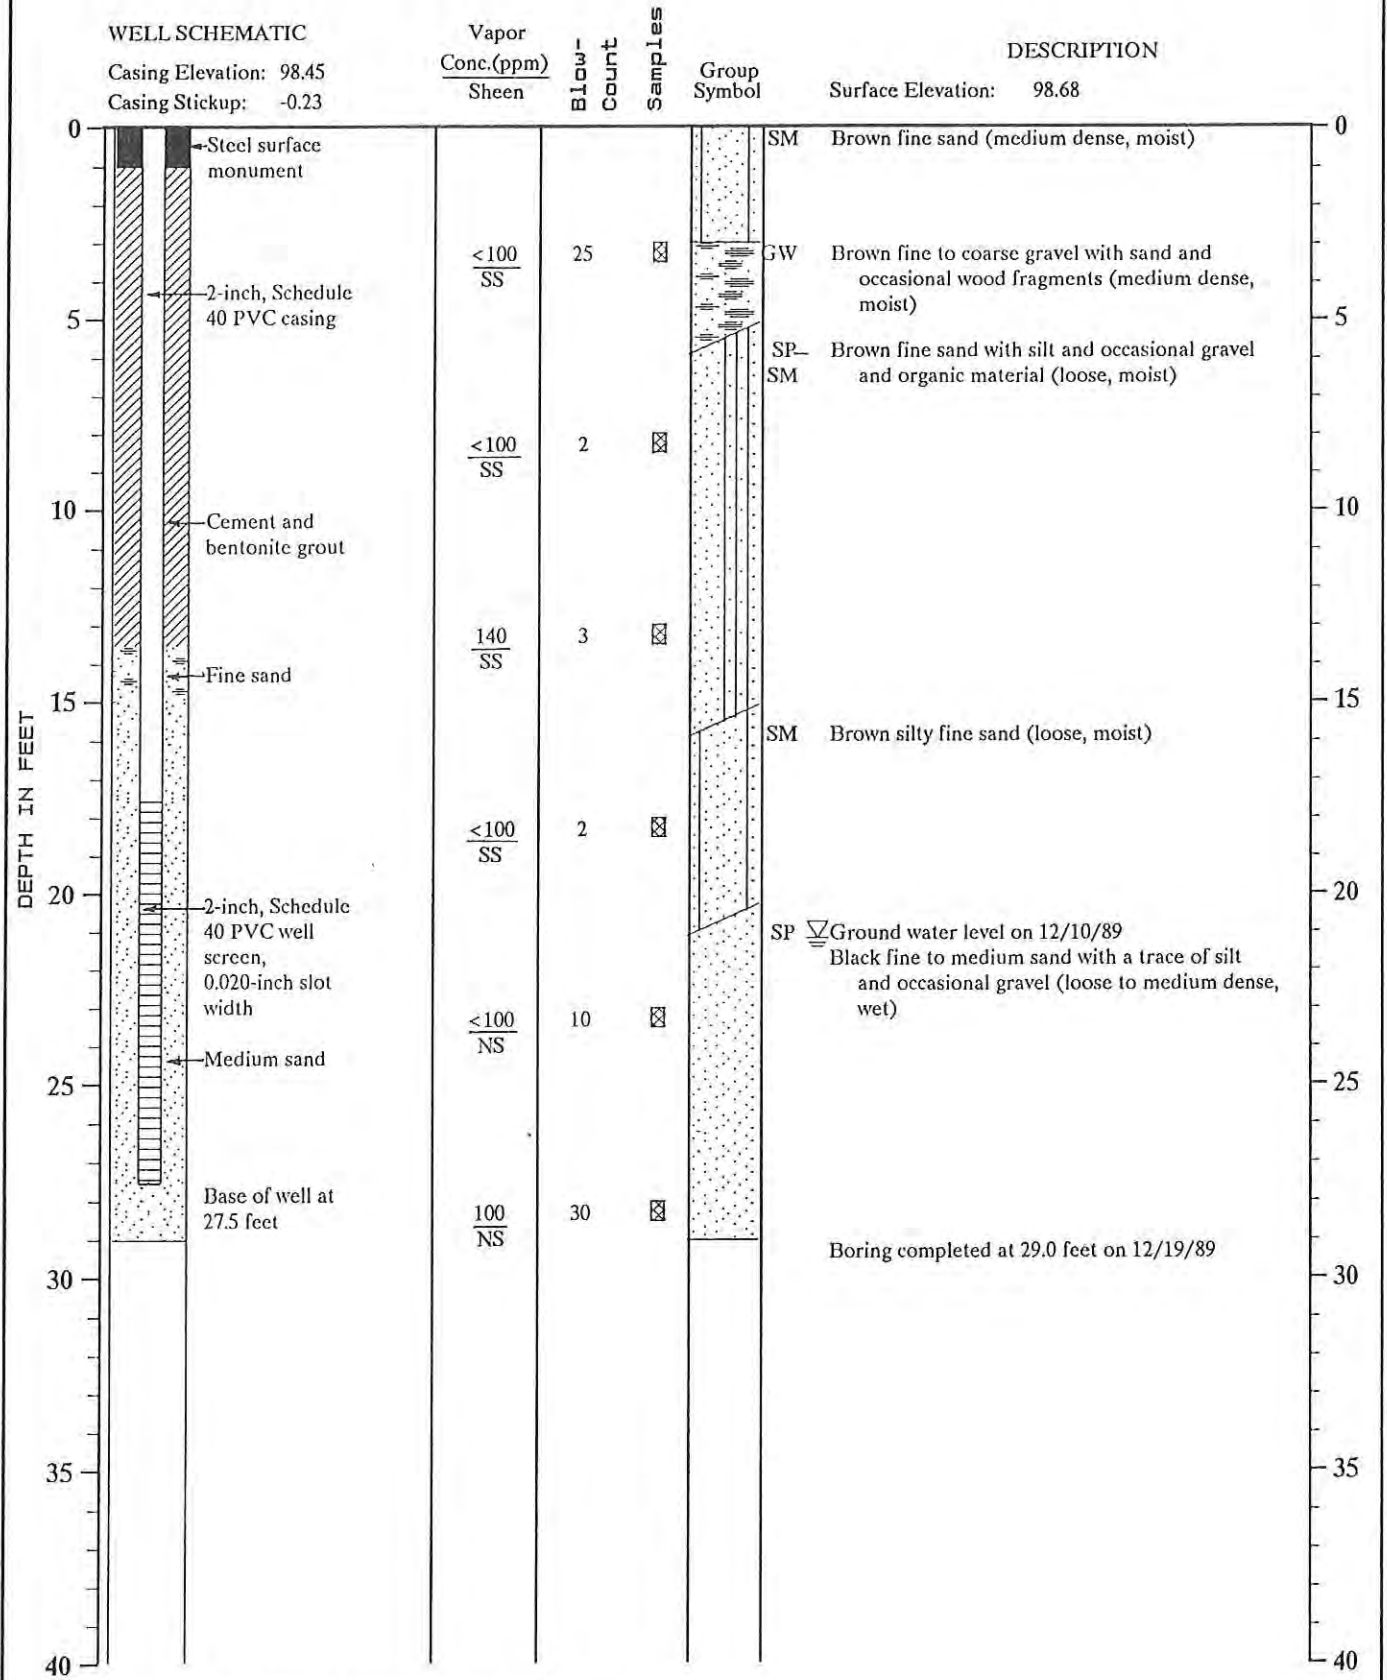 WELL SCHEMATIC
Casing Elevation: 98.45
Casing Stickup: -0.23
Vapor
Conc.(ppm)
Sheen
Blow-
Count
Samples
Group
Symbol
DESCRIPTION
Surface Elevation: 98.68
DEPTH IN FEET
0
5
10
15
20
25
30
35
40
Steel surface
monument
2-inch, Schedule
40 PVC casing
Cement and
bentonite grout
Fine sand
2-inch, Schedule
40 PVC well
screen,
0.020-inch slot
width
Medium sand
Base of well at
27.5 feet
<100
SS
25
<100
SS
2
140
SS
3
<100
SS
2
<100
NS
10
100
NS
30
SM Brown fine sand (medium dense, moist)
GW Brown fine to coarse gravel with sand and
occasional wood fragments (medium dense,
moist)
SP– Brown fine sand with silt and occasional gravel
SM and organic material (loose, moist)
SM Brown silty fine sand (loose, moist)
SP Ground water level on 12/10/89
Black fine to medium sand with a trace of silt
and occasional gravel (loose to medium dense,
wet)
Boring completed at 29.0 feet on 12/19/89
0
5
10
15
20
25
30
35
40